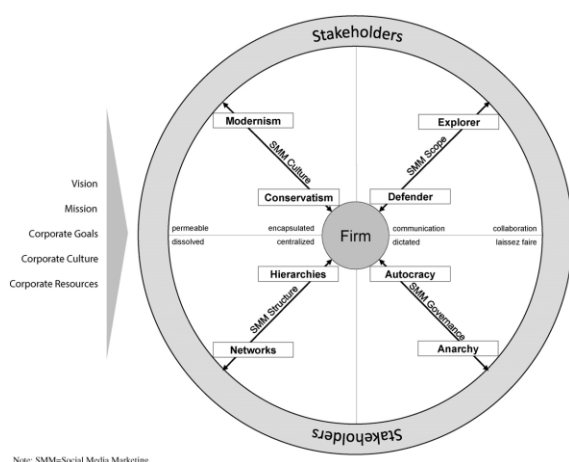 Stakeholders
Modernism
Explorer
SMM Culture
SMM Scope
Vision
Mission
Corporate Goals
Corporate Culture
Corporate Resources
Conservatism
Defender
permeable
encapsulated
communication
collaboration
Firm
dissolved
centralized
dictated
laissez faire
Hierarchies
Autocracy
SMM Structure
SMM Governance
Networks
Anarchy
Stakeholders
Note: SMM=Social Media Marketing